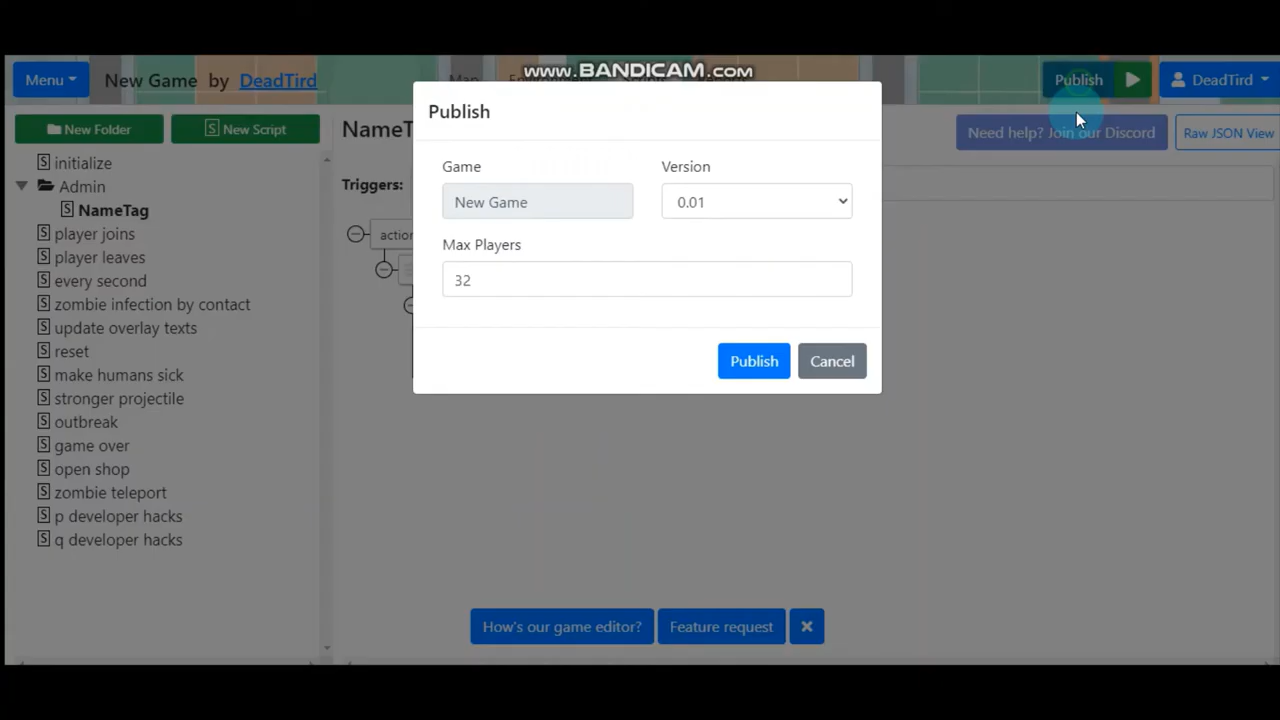 www.BANDICAM.com
Menu
New Game by DeadTird
Map
Publish
DeadTird
New Folder
New Script
NameT
Need help? Join our Discord
Raw JSON View
Triggers:
initialize
Admin
NameTag
player joins
player leaves
every second
zombie infection by contact
update overlay texts
reset
make humans sick
stronger projectile
outbreak
game over
open shop
zombie teleport
p developer hacks
q developer hacks
action
Publish
Game
Version
New Game
0.01
Max Players
32
Publish
Cancel
How's our game editor?
Feature request